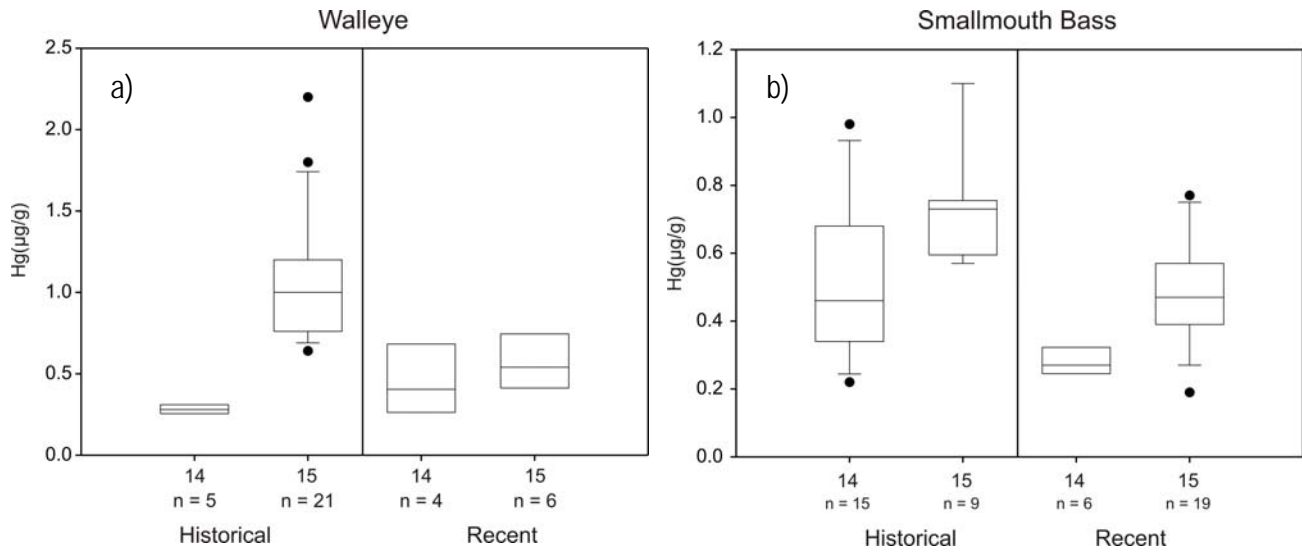 Walleye
a)
Hg(µg/g)
2.5
2.0
1.5
1.0
0.5
0.0
14 15 14 15
n = 5 n = 21 n = 4 n = 6
Historical Recent
Smallmouth Bass
b)
Hg(µg/g)
1.2
1.0
0.8
0.6
0.4
0.2
0.0
14 15 14 15
n = 15 n = 9 n = 6 n = 19
Historical Recent